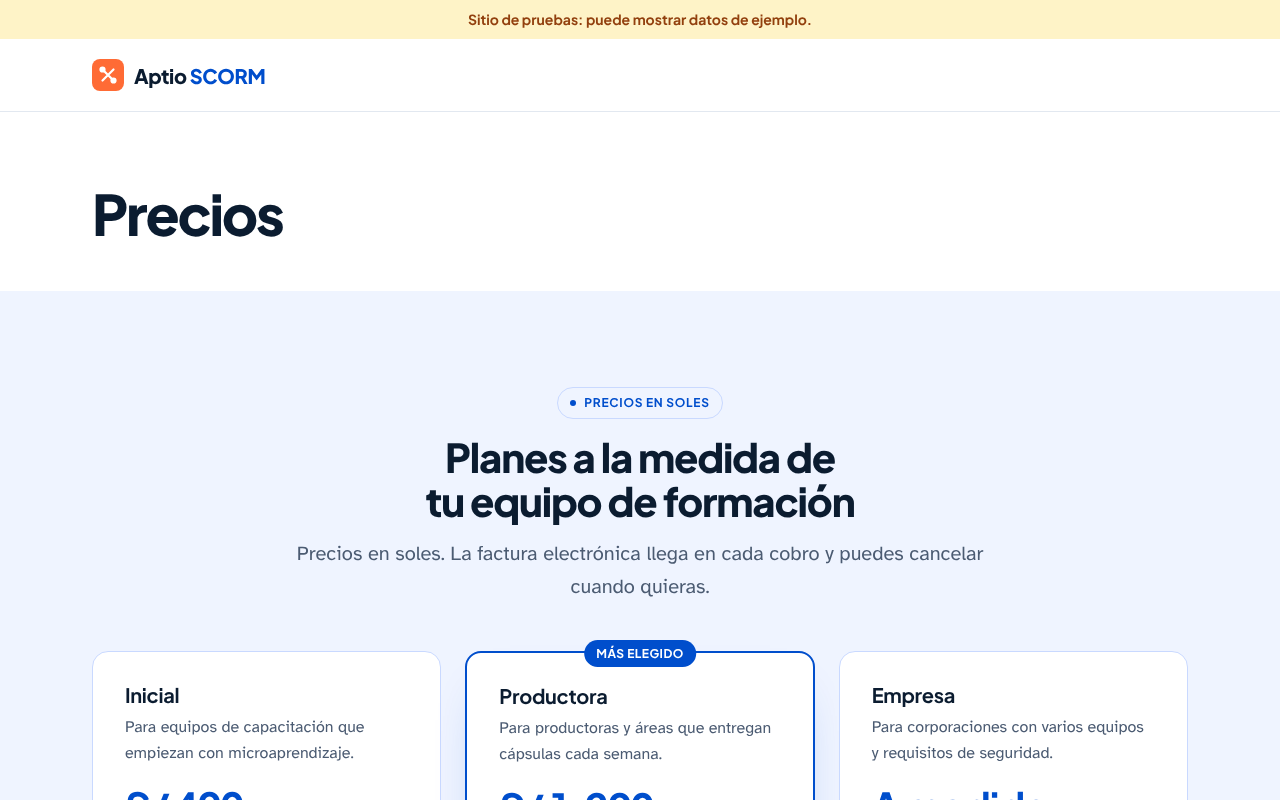 Sitio de pruebas: puede mostrar datos de ejemplo.
Aptio SCORM
Precios
PRECIOS EN SOLES
Planes a la medida de
tu equipo de formación
Precios en soles. La factura electrónica llega en cada cobro y puedes cancelar
cuando quieras.
MÁS ELEGIDO
Inicial
Para equipos de capacitación que
empiezan con microaprendizaje.
Productora
Para productoras y áreas que entregan
cápsulas cada semana.
Empresa
Para corporaciones con varios equipos
y requisitos de seguridad.